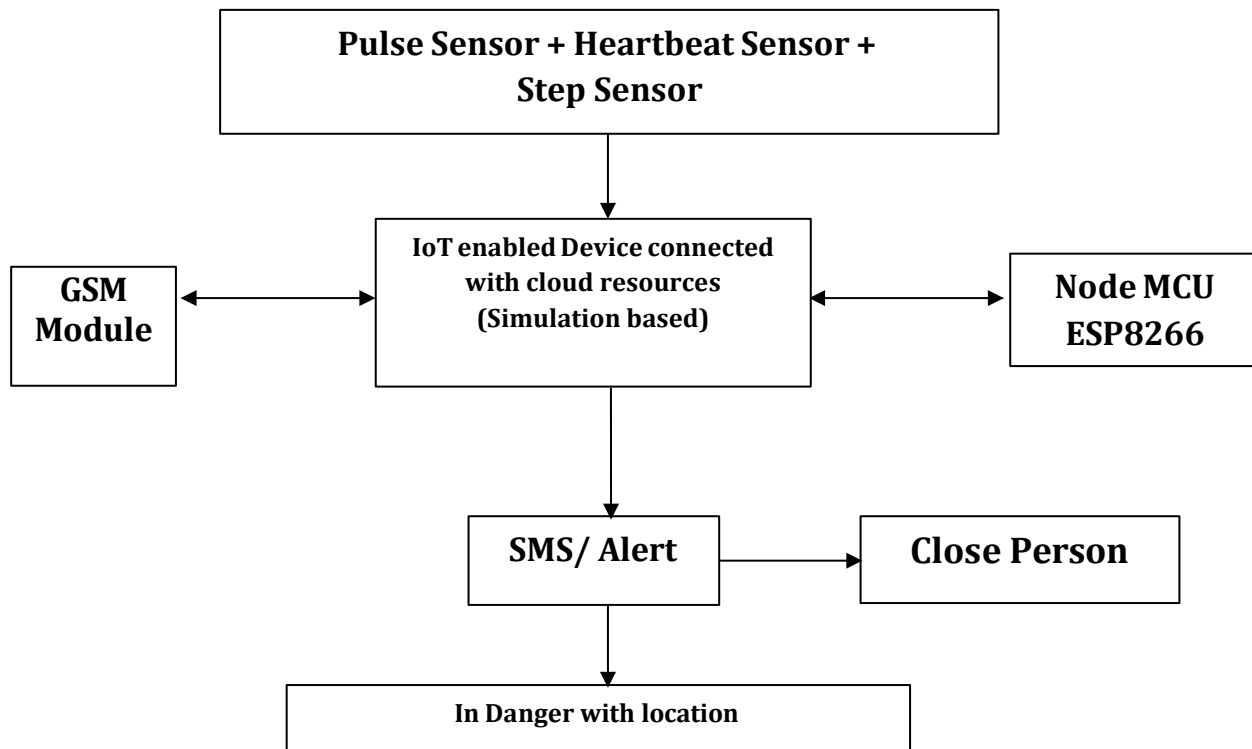 Pulse Sensor + Heartbeat Sensor +
Step Sensor
IoT enabled Device connected
with cloud resources
(Simulation based)
GSM
Module
Node MCU
ESP8266
SMS/ Alert
Close Person
In Danger with location